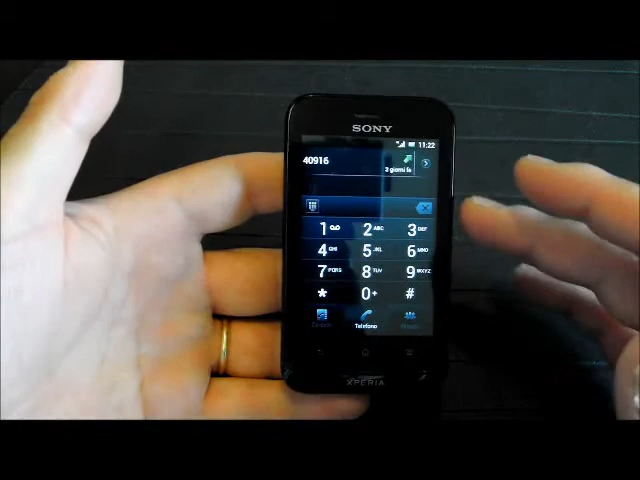 SONY
11:22
40916
3 giorni fa
1
2 ABC
3 DEF
4 GHI
5 JKL
6 MNO
7 PQRS
8 TUV
9 WXYZ
*
0 +
#
Telefono
XPERIA